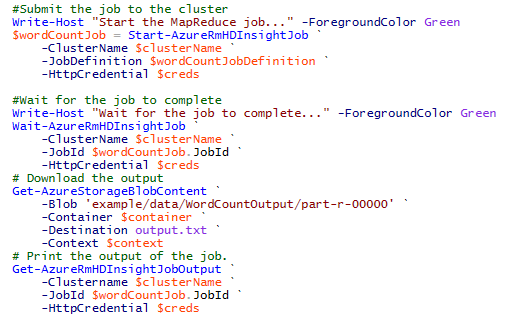 #Submit the job to the cluster
Write-Host "Start the MapReduce job..." -ForegroundColor Green
$wordCountJob = Start-AzureRmHDInsightJob `
    -ClusterName $clusterName `
    -JobDefinition $wordCountJobDefinition `
    -HttpCredential $creds

#Wait for the job to complete
Write-Host "Wait for the job to complete..." -ForegroundColor Green
Wait-AzureRmHDInsightJob `
    -ClusterName $clusterName `
    -JobId $wordCountJob.JobId `
    -HttpCredential $creds
# Download the output
Get-AzureStorageBlobContent `
    -Blob 'example/data/WordCountOutput/part-r-00000' `
    -Container $container `
    -Destination output.txt `
    -Context $context
# Print the output of the job.
Get-AzureRmHDInsightJobOutput `
    -Clustername $clusterName `
    -JobId $wordCountJob.JobId `
    -HttpCredential $creds